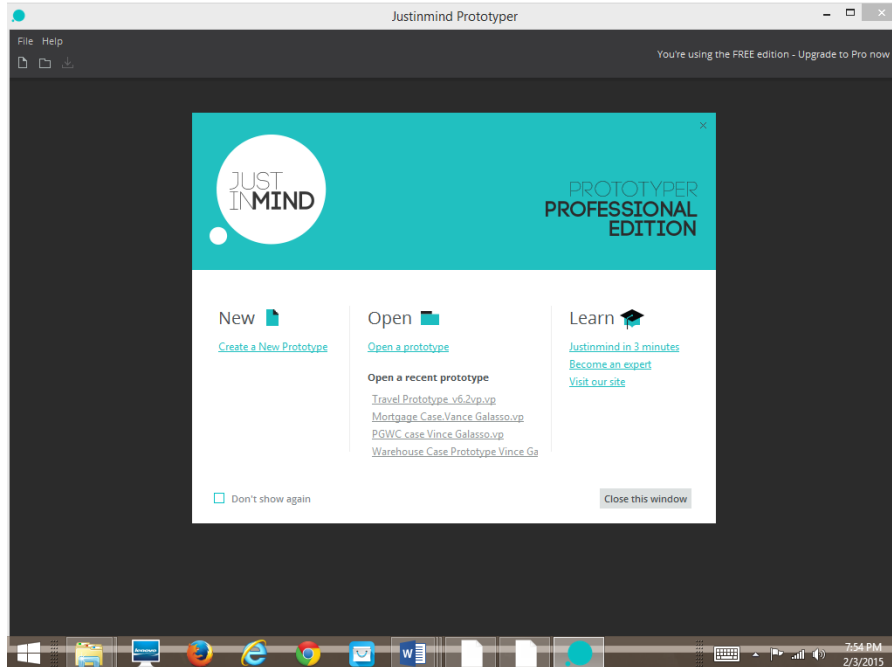 Justinmind Prototyper
File Help
You're using the FREE edition - Upgrade to Pro now
JUST
INMIND
PROTOTYPER
PROFESSIONAL
EDITION
New
Open
Learn
Create a New Prototype
Open a prototype
Justinmind in 3 minutes
Become an expert
Open a recent prototype
Visit our site
Travel Prototype_v6.2vp.vp
Mortgage Case.Vance Galasso.vp
PGWC case Vince Galasso.vp
Warehouse Case Prototype Vince Ga
Don't show again
Close this window
7:54 PM
2/3/2015